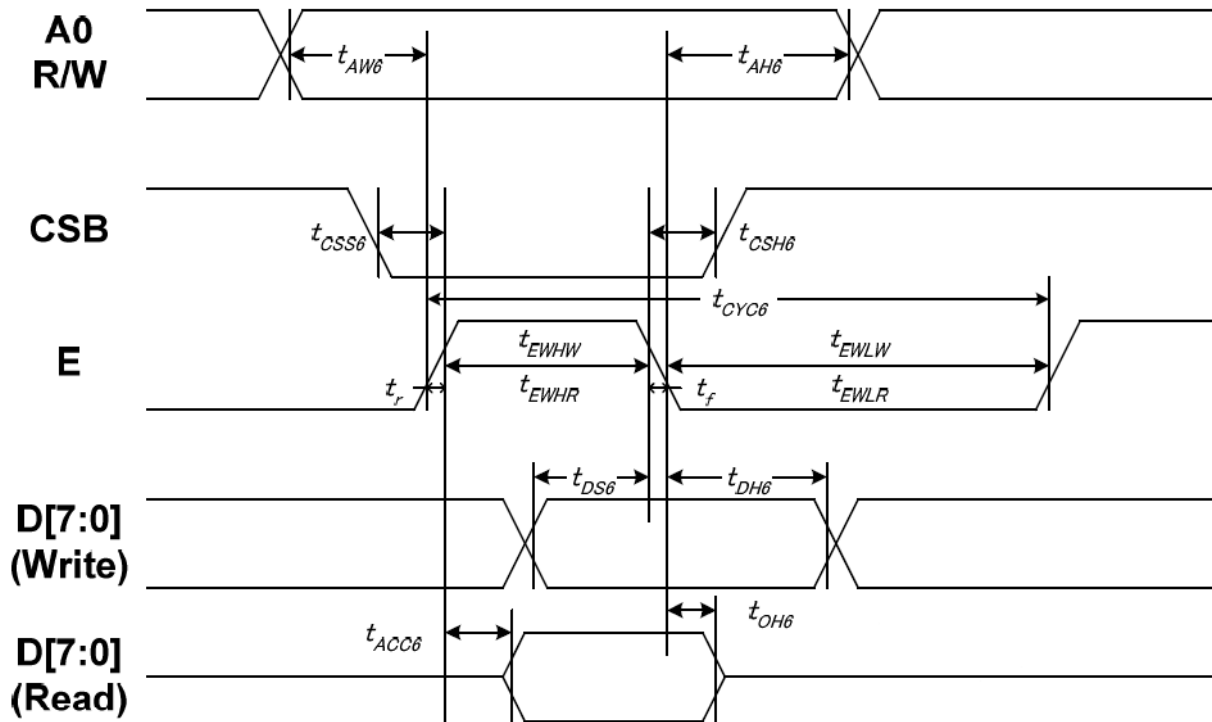 A0
R/W
tAW6
tAH6
CSB
tCSS6
tCSH6
tCYC6
E
tEWHW
tEWLW
tr
tEWHR
tf
tEWLR
D[7:0]
(Write)
tDS6
tDH6
D[7:0]
(Read)
tACC6
tOH6